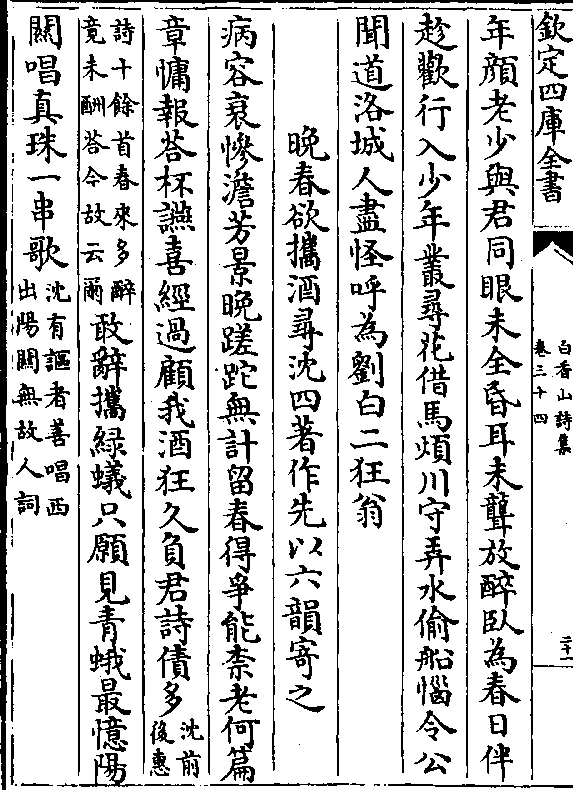 欽定四庫全書
白香山詩集
卷三十四
二十一
年顔老少與君同眼未全昏耳未聾放醉臥為春日伴
趁歡行入少年叢尋花借馬煩川守弄水偷船惱令公
聞道洛城人盡怪呼為劉白二狂翁
晚春欲攜酒尋沈四著作先以六韻寄之
病容衰慘澹芳景晚蹉跎無計留春得爭能柰老何篇
章慵報荅杯讌喜經過顧我酒狂久負君詩債多沈前後惠
詩十餘首春來多醉竟未酬荅今故云爾敢辭攜綠蟻只願見青蛾最憶陽
關唱真珠一串歌沈有謳者善唱西出陽關無故人詞